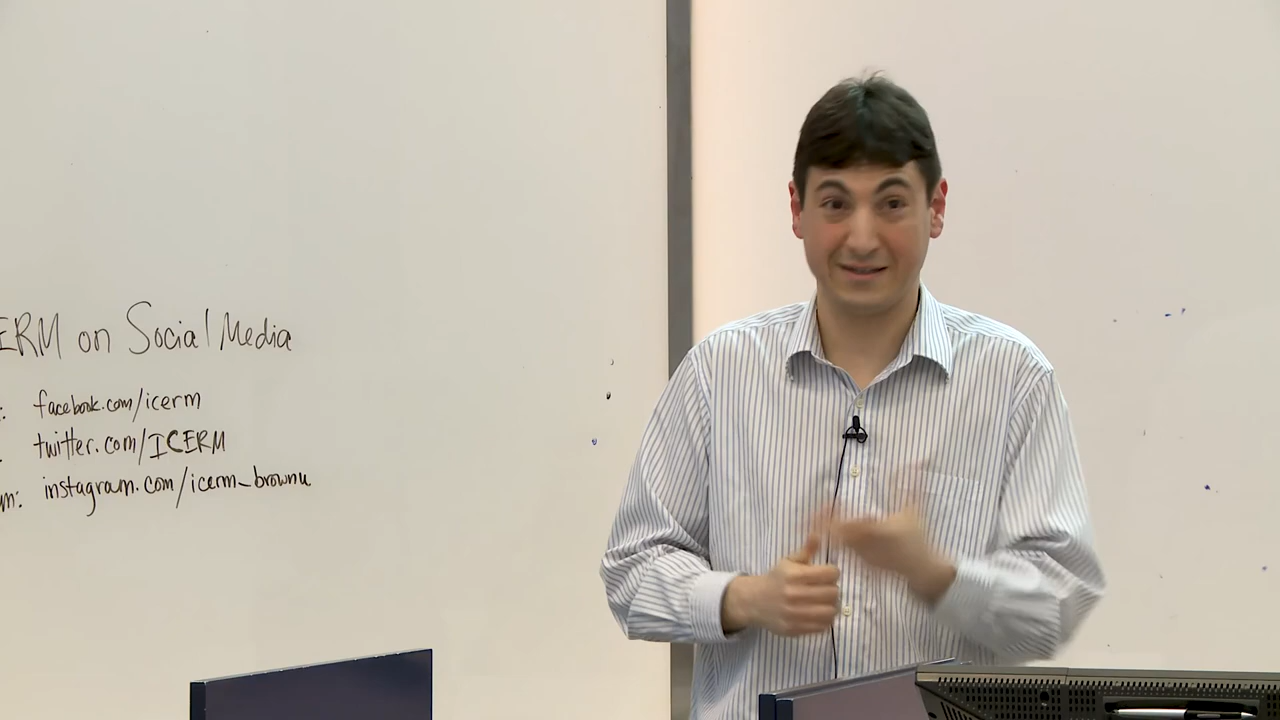 ERM on Social Media
: facebook.com/icerm
. twitter.com/ICERM
m: instagram.com/icerm_brownu